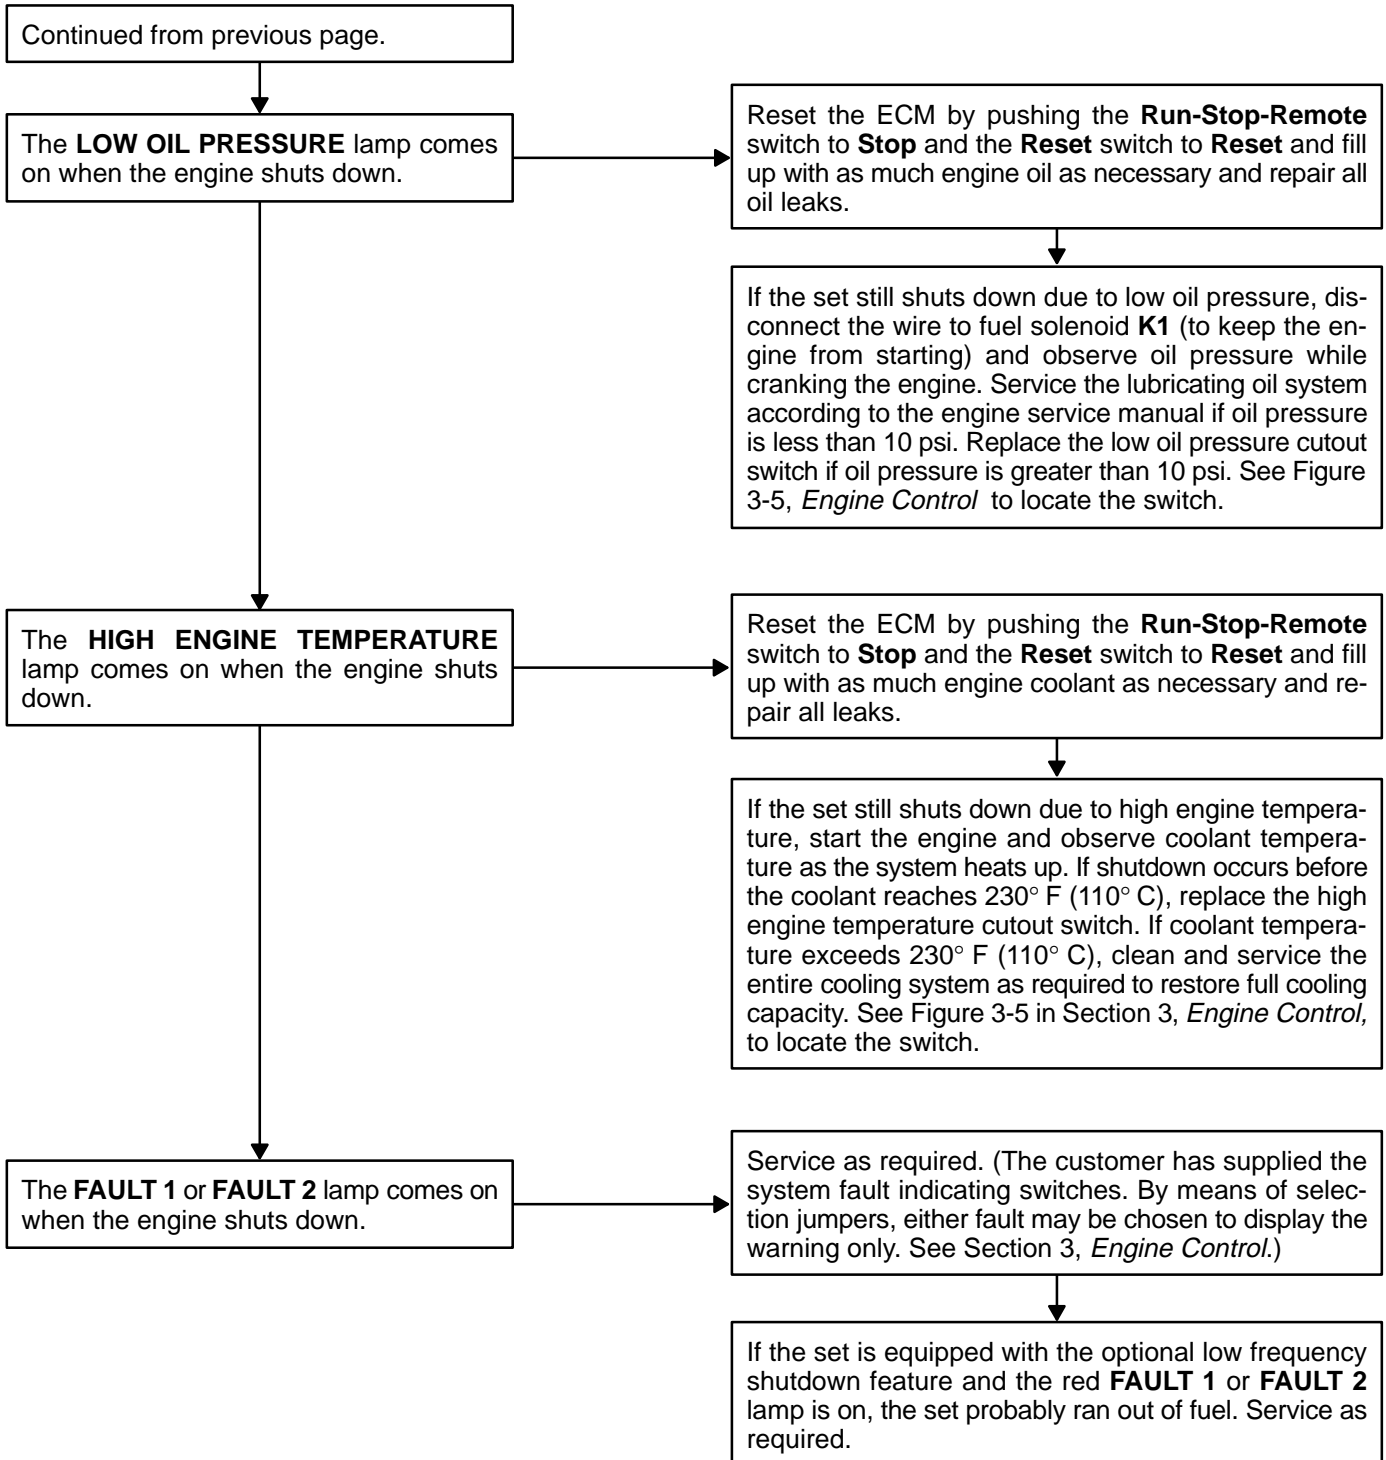 Continued from previous page.
The LOW OIL PRESSURE lamp comes
on when the engine shuts down.
Reset the ECM by pushing the Run-Stop-Remote
switch to Stop and the Reset switch to Reset and fill
up with as much engine oil as necessary and repair all
oil leaks.
If the set still shuts down due to low oil pressure, dis-
connect the wire to fuel solenoid K1 (to keep the en-
gine from starting) and observe oil pressure while
cranking the engine. Service the lubricating oil system
according to the engine service manual if oil pressure
is less than 10 psi. Replace the low oil pressure cutout
switch if oil pressure is greater than 10 psi. See Figure
3-5, Engine Control to locate the switch.
The HIGH ENGINE TEMPERATURE
lamp comes on when the engine shuts
down.
Reset the ECM by pushing the Run-Stop-Remote
switch to Stop and the Reset switch to Reset and fill
up with as much engine coolant as necessary and re-
pair all leaks.
If the set still shuts down due to high engine tempera-
ture, start the engine and observe coolant tempera-
ture as the system heats up. If shutdown occurs before
the coolant reaches 230° F (110° C), replace the high
engine temperature cutout switch. If coolant tempera-
ture exceeds 230° F (110° C), clean and service the
entire cooling system as required to restore full cooling
capacity. See Figure 3-5 in Section 3, Engine Control,
to locate the switch.
The FAULT 1 or FAULT 2 lamp comes on
when the engine shuts down.
Service as required. (The customer has supplied the
system fault indicating switches. By means of selec-
tion jumpers, either fault may be chosen to display the
warning only. See Section 3, Engine Control.)
If the set is equipped with the optional low frequency
shutdown feature and the red FAULT 1 or FAULT 2
lamp is on, the set probably ran out of fuel. Service as
required.